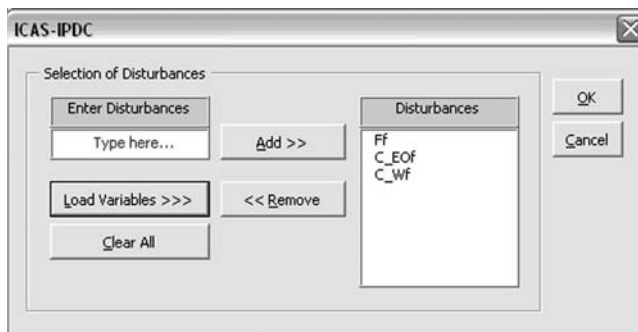 ICAS-IPDC
Selection of Disturbances
Enter Disturbances
Type here...
Add >>
Load Variables >>>
<< Remove
Clear All
Disturbances
Ff
C_EOf
C_Wf
OK
Cancel